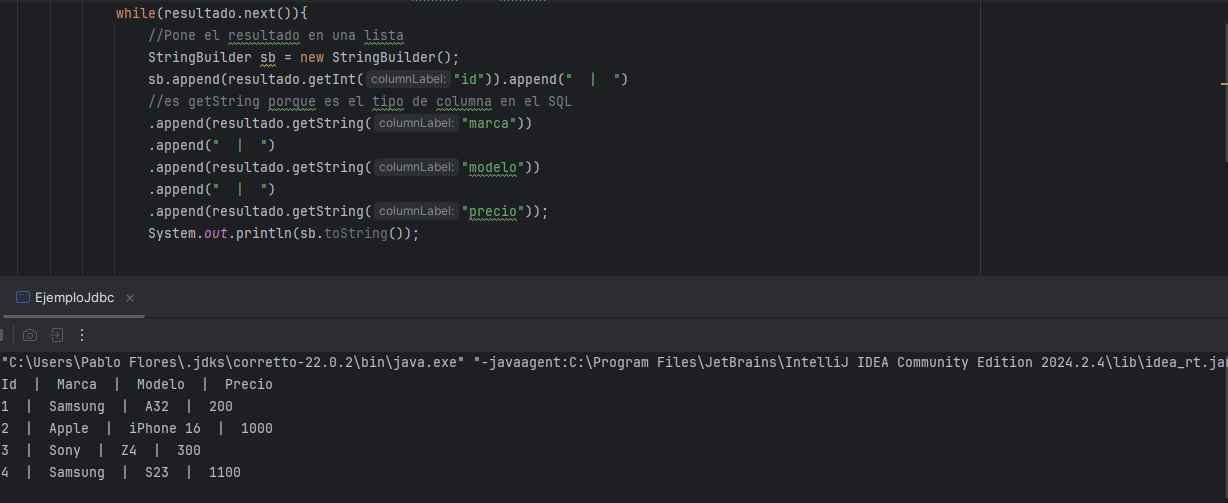 while(resultado.next()){
//Pone el resultado en una lista
StringBuilder sb = new StringBuilder();
sb.append(resultado.getInt( columnLabel: "id")).append("  |  ")
//es getString porque es el tipo de columna en el SQL
.append(resultado.getString( columnLabel: "marca"))
.append("  |  ")
.append(resultado.getString( columnLabel: "modelo"))
.append("  |  ")
.append(resultado.getString( columnLabel: "precio"));
System.out.println(sb.toString());
EjemploJdbc
"C:\Users\Pablo Flores\.jdks\corretto-22.0.2\bin\java.exe" "-javaagent:C:\Program Files\JetBrains\IntelliJ IDEA Community Edition 2024.2.4\lib\idea_rt.jar
Id  |  Marca  |  Modelo  |  Precio
1  |  Samsung  |  A32  |  200
2  |  Apple  |  iPhone 16  |  1000
3  |  Sony  |  Z4  |  300
4  |  Samsung  |  S23  |  1100